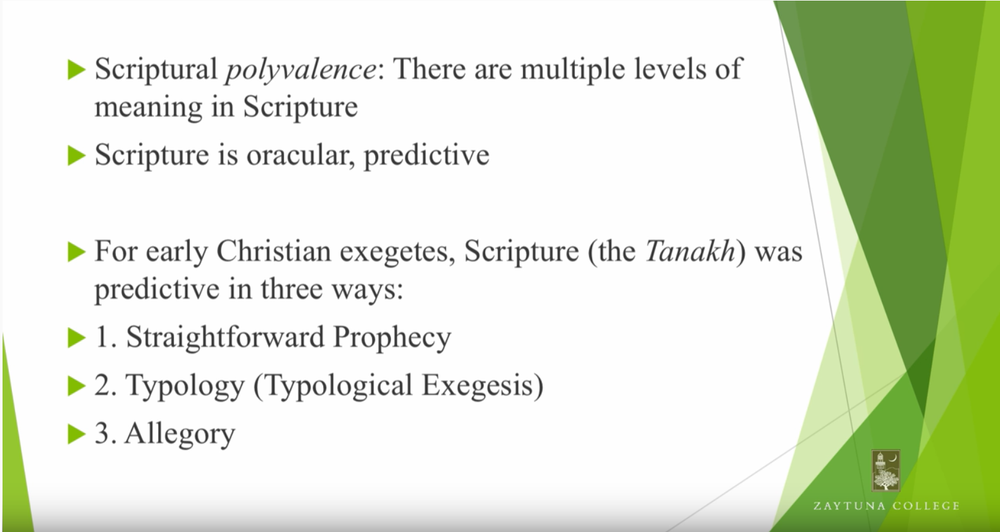 Scriptural polyvalence: There are multiple levels of
meaning in Scripture
Scripture is oracular, predictive
For early Christian exegetes, Scripture (the Tanakh) was
predictive in three ways:
1. Straightforward Prophecy
2. Typology (Typological Exegesis)
3. Allegory
ZAYTUNA COLLEGE